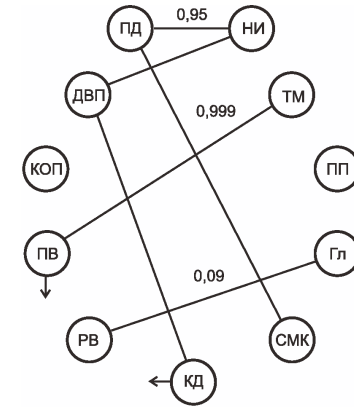 ПД 0,95 НИ
ДВП ТМ
0,999
КОП ПП
ПВ Гл
0,09
РВ СМК
КД